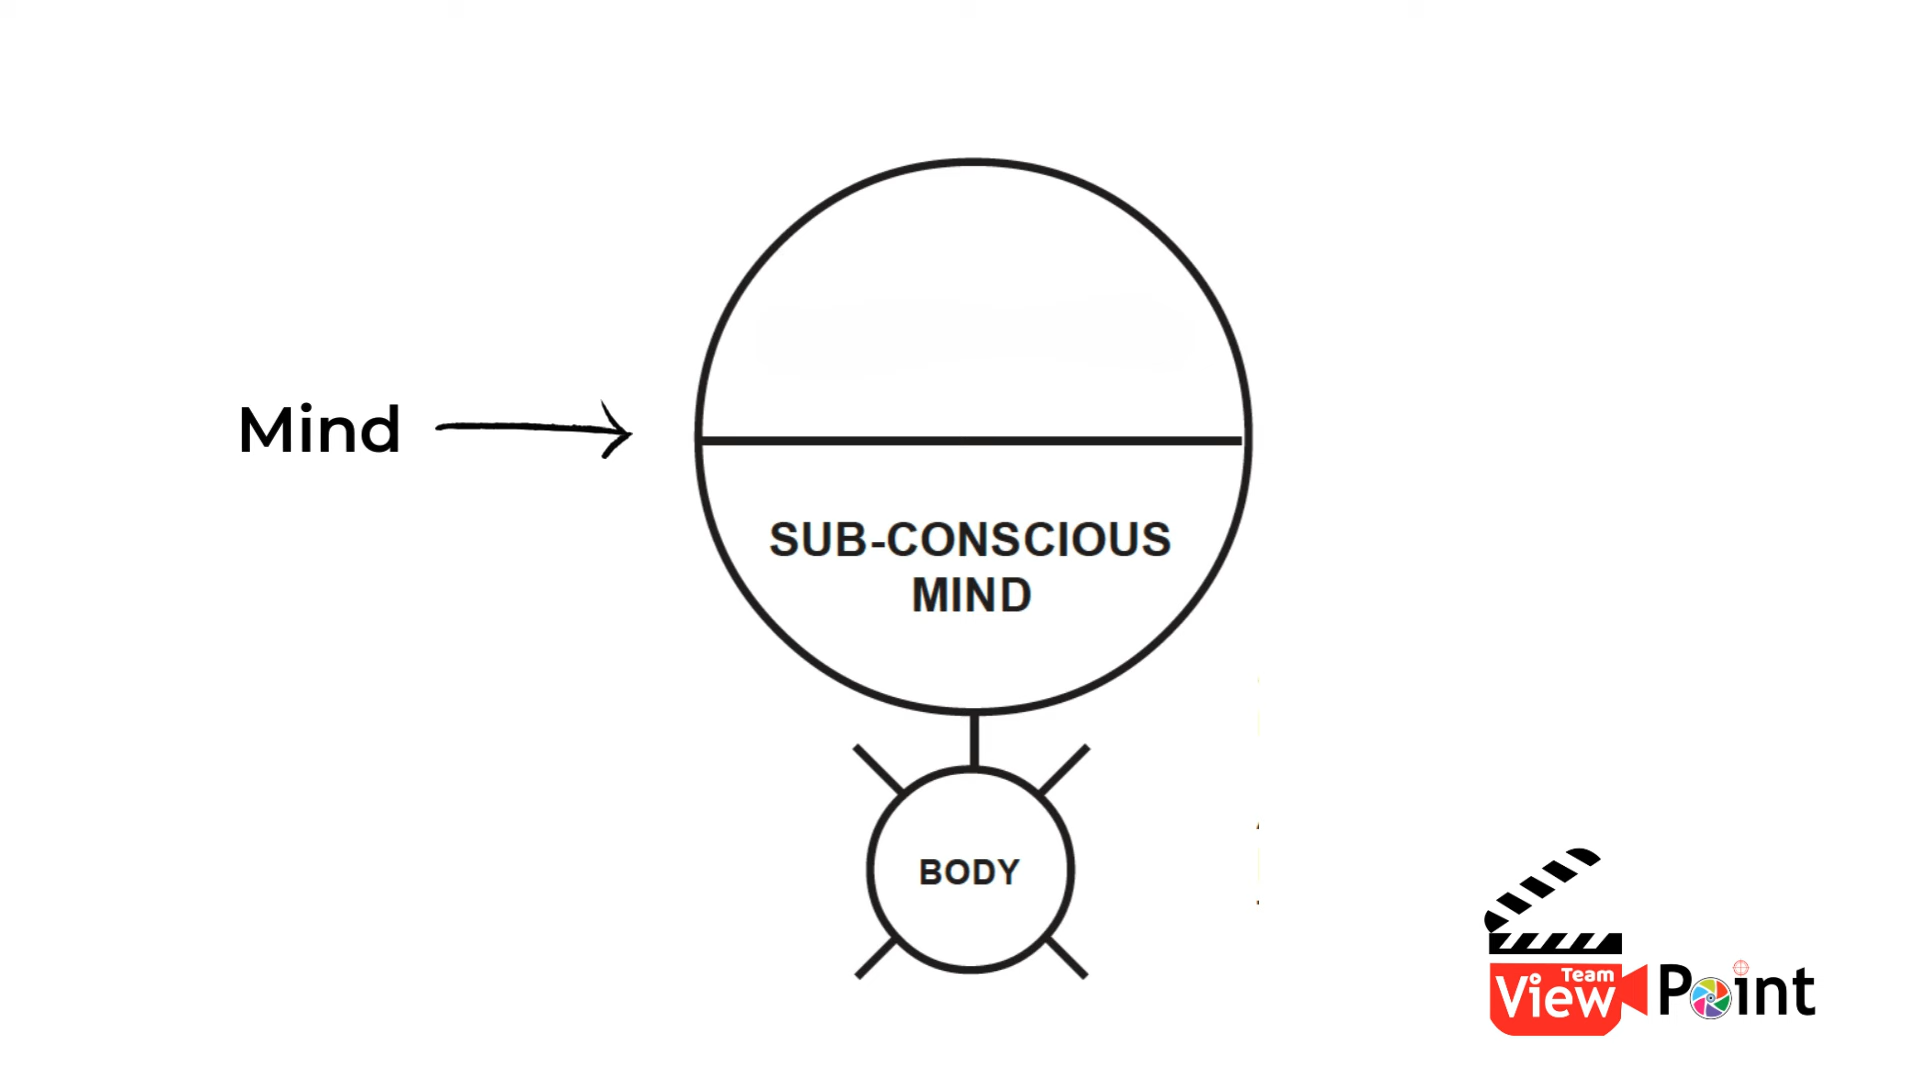 Mind
SUB-CONSCIOUS
MIND
BODY
Team
View Point